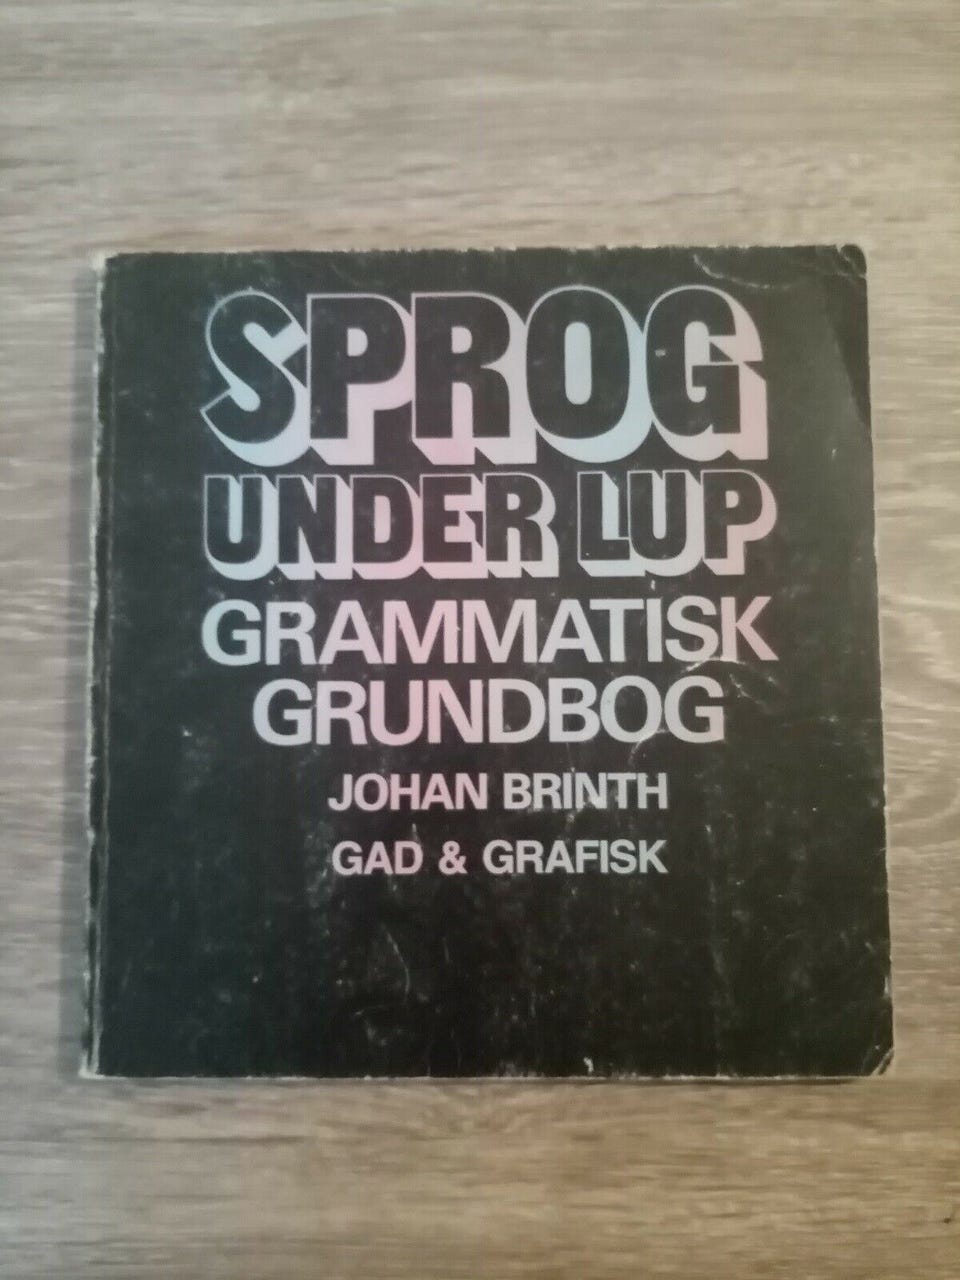 SPROG
UNDER LUP
GRAMMATISK
GRUNDBOG
JOHAN BRINTH
GAD & GRAFISK